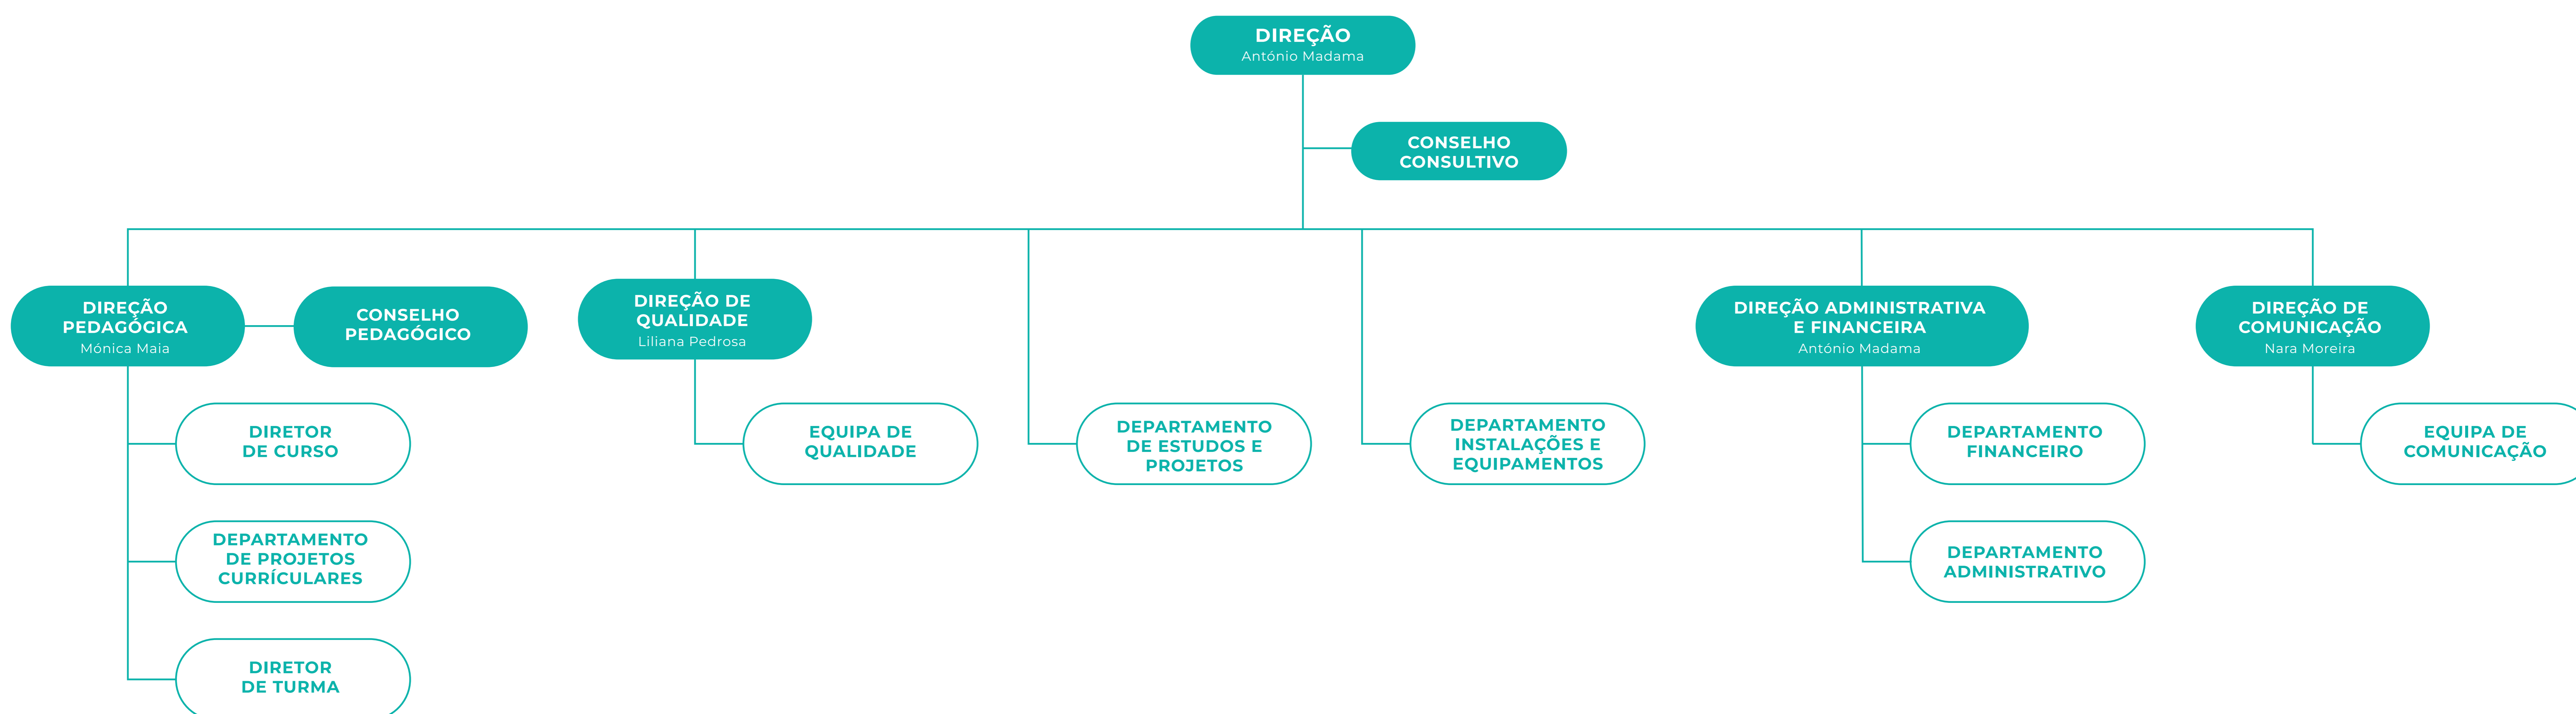 DIREÇÃO
António Madama
CONSELHO
CONSULTIVO
DIREÇÃO
PEDAGÓGICA
Mónica Maia
CONSELHO
PEDAGÓGICO
DIREÇÃO DE
QUALIDADE
Liliana Pedrosa
DIREÇÃO ADMINISTRATIVA
E FINANCEIRA
António Madama
DIREÇÃO DE
COMUNICAÇÃO
Nara Moreira
DIRETOR
DE CURSO
EQUIPA DE
QUALIDADE
DEPARTAMENTO
DE ESTUDOS E
PROJETOS
DEPARTAMENTO
INSTALAÇÕES E
EQUIPAMENTOS
DEPARTAMENTO
FINANCEIRO
EQUIPA DE
COMUNICAÇÃO
DEPARTAMENTO
DE PROJETOS
CURRÍCULARES
DEPARTAMENTO
ADMINISTRATIVO
DIRETOR
DE TURMA